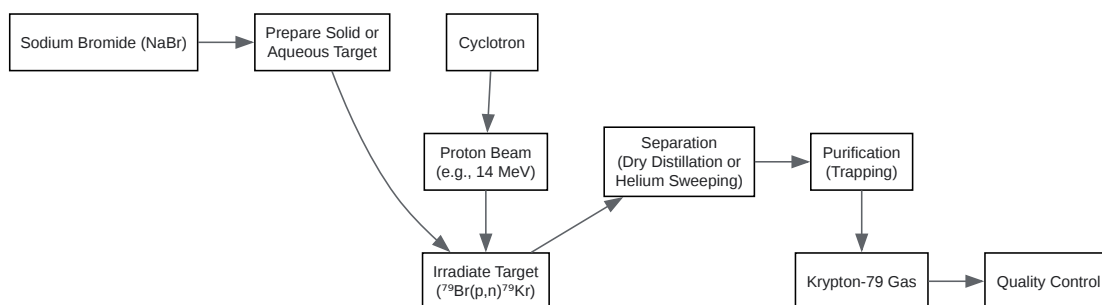 Sodium Bromide (NaBr)
Prepare Solid or
Aqueous Target
Cyclotron
Proton Beam
(e.g., 14 MeV)
Separation
(Dry Distillation or
Helium Sweeping)
Purification
(Trapping)
Irradiate Target
(⁷⁹Br(p,n)⁷⁹Kr)
Krypton-79 Gas
Quality Control